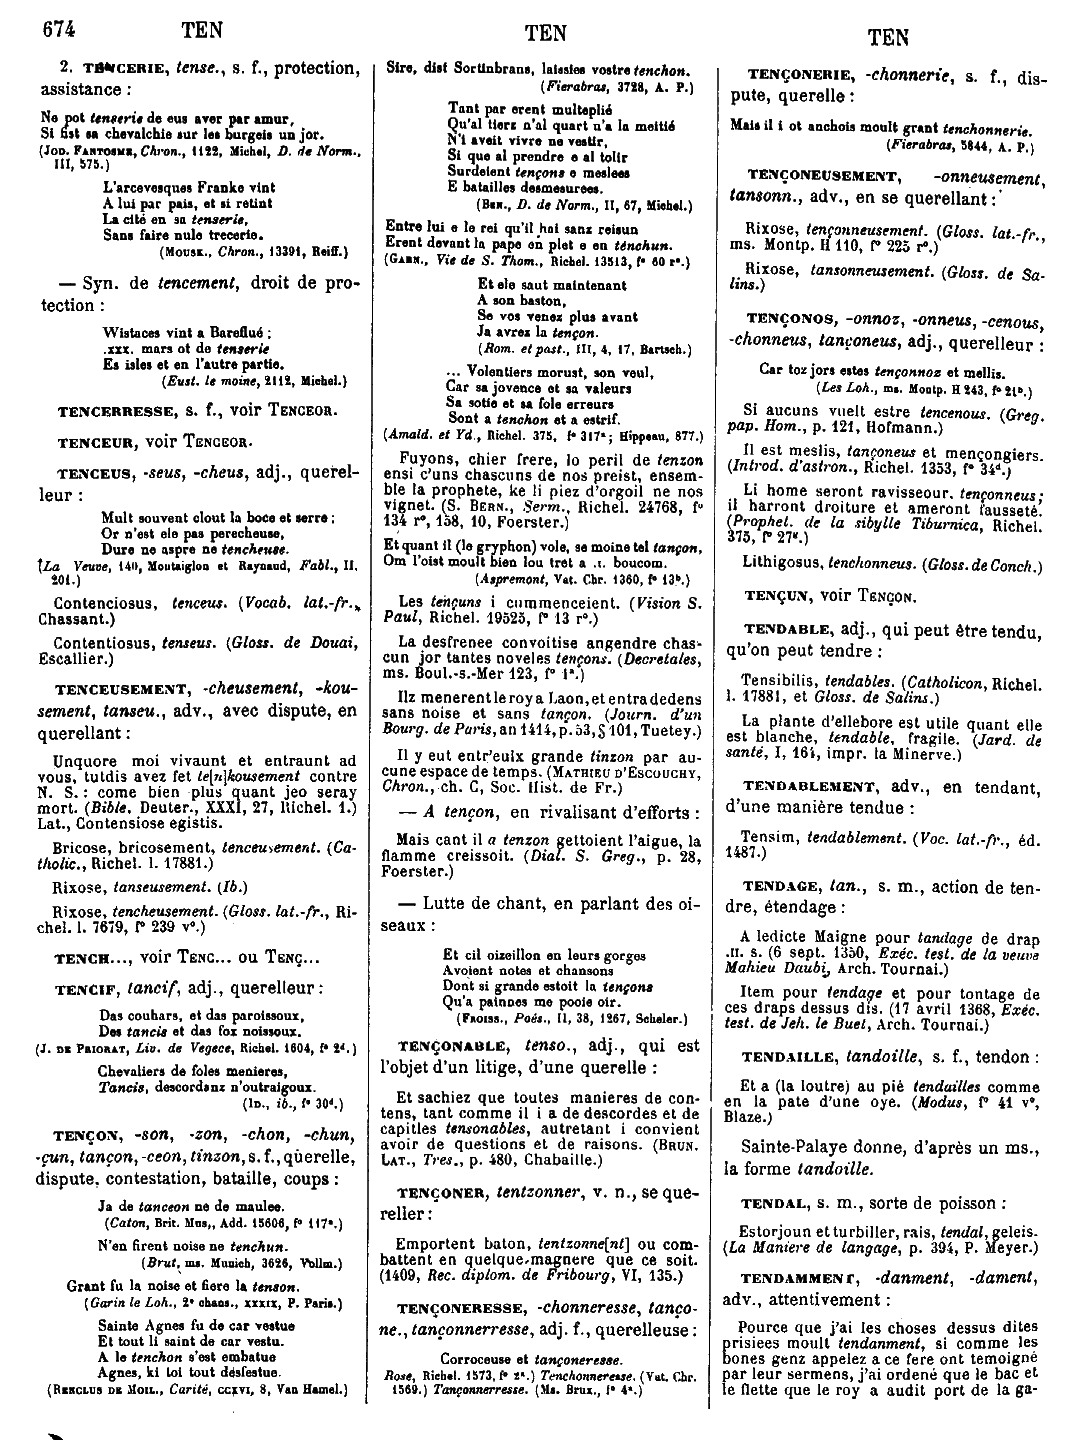 674 TEN TEN TEN
2. TENCERIE, tense., s. f., protection,
assistance :
Ne pot tenserie de eus aver par amur,
Si fist sa chevalchie sur les burgeis un jor.
(JOD. FANTOSME, Chron., 1122, Michel, D. de Norm.,
III, 575.)
L'arcevesques Franke vint
A lui par pais, et si retint
La cité en sa tenserie,
Sans faire nule trecerie.
(MOUSK., Chron., 13391, Reiff.)
— Syn. de tencement, droit de pro-
tection :
Wistaces vint a Bareflué ;
.xxx. mars ot de tenserie
Es isles et en l'autre partie.
(Eust. le moine, 2112, Michel.)
TENCERRESSE, s. f., voir TENCEOR.
TENCEUR, voir TENCEOR.
TENCEUS, -seus, -cheus, adj., querel-
leur :
Mult souvent clout la boce et serre ;
Or n'est ele pas perecheuse,
Dure ne aspre ne tencheuse.
(La Veuve, 140, Montaiglon et Raynaud, Fabl., II,
201.)
Contenciosus, tenceus. (Vocab. lat.-fr.,
Chassant.)
Contentiosus, tenseus. (Gloss. de Douai,
Escallier.)
TENCEUSEMENT, -cheusement, -kou-
sement, tanseu., adv., avec dispute, en
querellant :
Unquore moi vivaunt et entraunt ad
vous, tutdis avez fet te[n]kousement contre
N. S. : come bien plus quant jeo seray
mort. (Bible, Deuter., XXXI, 27, Richel. 1.)
Lat., Contensiose egistis.
Bricose, bricosement, tenceusement. (Ca-
tholic., Richel. l. 17881.)
Rixose, tanseusement. (Ib.)
Rixose, tencheusement. (Gloss. lat.-fr., Ri-
chel. l. 7679, f° 239 v°.)
TENCH..., voir TENC... ou TENÇ...
TENCIF, tancif, adj., querelleur :
Das couhars, et das paroissoux,
Des tancis et das fox noissoux.
(J. DE PRIORAT, Liv. de Vegece, Richel. 1604, f° 2d.)
Chevaliers de foles menieres,
Tancis, descordanz n'outraigoux.
(ID., ib., f° 30d.)
TENÇON, -son, -zon, -chon, -chun,
-çun, tançon, -ceon, tinzon, s. f., querelle,
dispute, contestation, bataille, coups :
Ja de tanceon ne de maulee.
(Caton, Brit. Mus., Add. 15606, f° 117a.)
N'en firent noise ne tenchun.
(Brut, ms. Munich, 3626, Vollm.)
Grant fu la noise et fiere la tenson.
(Garin le Loh., 2e chans., XXXIX, P. Paris.)
Sainte Agnes fu de car vestue
Et tout li saint de car vestu.
A le tenchon s'est embatue
Agnes, ki toi tout desfestue.
(RENCLUS DE MOIL., Carité, CCXVI, 8, Van Hamel.)
Sire, dist Sortinbrans, laissies vostre tenchon.
(Fierabras, 3728, A. P.)
Tant par erent multeplié
Qu'al tierz n'al quart n'a la meitié
N'i aveit vivre ne vestir,
Si que al prendre e al tolir
Surdeient tençons e meslees
E batailles desmesurees.
(BEN., D. de Norm., II, 67, Michel.)
Entre lui e le rei qu'il hai sanz reisun
Erent devant la pape en plet e en tenchun.
(GARN., Vie de S. Thom., Richel. 13513, f° 60 r°.)
Et ele saut maintenant
A son baston,
Se vos venez plus avant
Ja avrez la tençon.
(Rom. et past., III, 4, 17, Bartsch.)
... Volentiers morust, son voul,
Car sa jovence et sa valeurs
Sa sotie et sa fole erreurs
Sont a tenchon et a estrif.
(Amald. et Yd., Richel. 375, f° 317a; Hippeau, 877.)
Fuyons, chier frere, lo peril de tenzon
ensi c'uns chascuns de nos preist, ensem-
ble la prophete, ke li piez d'orgoil ne nos
vignet. (S. BERN., Serm., Richel. 24768, f°
134 r°, 158, 10, Foerster.)
Et quant il (le gryphon) vole, se moine tel tançon,
Om l'oist moult bien lou tret a .I. boucom.
(Aspremont, Vat. Chr. 1360, f° 13b.)
Les tençuns i cummenceient. (Vision S.
Paul, Richel. 19525, f° 13 r°.)
La desfrenee convoitise angendre chas-
cun jor tantes noveles tençons. (Decretales,
ms. Boul.-s.-Mer 123, f° 1a.)
Ilz menerent le roy a Laon, et entra dedens
sans noise et sans tançon. (Journ. d'un
Bourg. de Paris, an 1414, p. 53, § 101, Tuetey.)
Il y eut entr'euix grande tinzon par au-
cune espace de temps. (MATHIEU D'ESCOUCHY,
Chron., ch. C, Soc. Hist. de Fr.)
— A tençon, en rivalisant d'efforts :
Mais cant il a tenzon gettoient l'aigue, la
flamme creissoit. (Dial. S. Greg., p. 28,
Foerster.)
— Lutte de chant, en parlant des oi-
seaux :
Et cil oizeillon en leurs gorges
Avoient notes et chansons
Dont si grande estoit la tençons
Qu'a painnes me pooie oir.
(FROISS., Poés., II, 38, 1267, Scheler.)
TENÇONABLE, tenso., adj., qui est
l'objet d'un litige, d'une querelle :
Et sachiez que toutes manieres de con-
tens, tant comme il i a de descordes et de
capitles tensonables, autretant i convient
avoir de questions et de raisons. (BRUN.
LAT., Tres., p. 480, Chabaille.)
TENÇONER, tentzonner, v. n., se que-
reller :
Emportent baton, tentzonne[nt] ou com-
battent en quelque magnere que ce soit.
(1409, Rec. diplom. de Fribourg, VI, 135.)
TENÇONERESSE, -chonneresse, tanço-
ne., tançonnerresse, adj. f., querelleuse :
Corroceuse et tançoneresse.
Rose, Richel. 1573, f° 2a.) Tenchonneresse. (Vat. Chr.
1569.) Tançonnerresse. (Ms. Brux., f° 4a.)
TENÇONERIE, -chonnerie, s. f., dis-
pute, querelle :
Mais il i ot anchois moult grant tenchonnerie.
(Fierabras, 5844, A. P.)
TENÇONEUSEMENT, -onneusement,
tansonn., adv., en se querellant :
Rixose, tençonneusement. (Gloss. lat.-fr.,
ms. Montp. H 110, f° 225 r°.)
Rixose, tansonneusement. (Gloss. de Sa-
lins.)
TENÇONOS, -onnoz, -onneus, -cenous,
-chonneus, tançoneus, adj., querelleur :
Car toz jors estes tençonnoz et mellis.
(Les Loh., ms. Montp. H 243, f° 21b.)
Si aucuns vuelt estre tencenous. (Greg.
pap. Hom., p. 121, Hofmann.)
Il est meslis, tançoneus et mençongiers.
(Introd. d'astron., Richel. 1353, f° 34d.)
Li home seront ravisseour, tençonneus ;
il harront droiture et ameront fausseté.
(Prophet. de la sibylle Tiburnica, Richel.
375, f° 27e.)
Lithigosus, tenchonneus. (Gloss. de Conch.)
TENÇUN, voir TENÇON.
TENDABLE, adj., qui peut être tendu,
qu'on peut tendre :
Tensibilis, tendables. (Catholicon, Richel.
l. 17881, et Gloss. de Salins.)
La plante d'ellebore est utile quant elle
est blanche, tendable, fragile. (Jard. de
santé, I, 164, impr. la Minerve.)
TENDABLEMENT, adv., en tendant,
d'une manière tendue :
Tensim, tendablement. (Voc. lat.-fr., éd.
1487.)
TENDAGE, tan., s. m., action de ten-
dre, étendage :
A ledicte Maigne pour tandage de drap
.II. s. (6 sept. 1350, Exéc. test. de la veuve
Mahieu Daubi, Arch. Tournai.)
Item pour tendage et pour tontage de
ces draps dessus dis. (17 avril 1368, Exéc.
test. de Jeh. le Buet, Arch. Tournai.)
TENDAILLE, tandoille, s. f., tendon :
Et a (la loutre) au pié tendailles comme
en la pate d'une oye. (Modus, f° 41 v°,
Blaze.)
Sainte-Palaye donne, d'après un ms.,
la forme tandoille.
TENDAL, s. m., sorte de poisson :
Estorjoun et turbiller, rais, tendal, geleis.
(La Maniere de langage, p. 394, P. Meyer.)
TENDAMMENT, -danment, -dament,
adv., attentivement :
Pource que j'ai les choses dessus dites
prisiees moult tendanment, si comme les
bones genz appelez a ce fere ont temoigné
par leur sermens, j'ai ordené que le bac et
le flette que le roy a audit port de la ga-